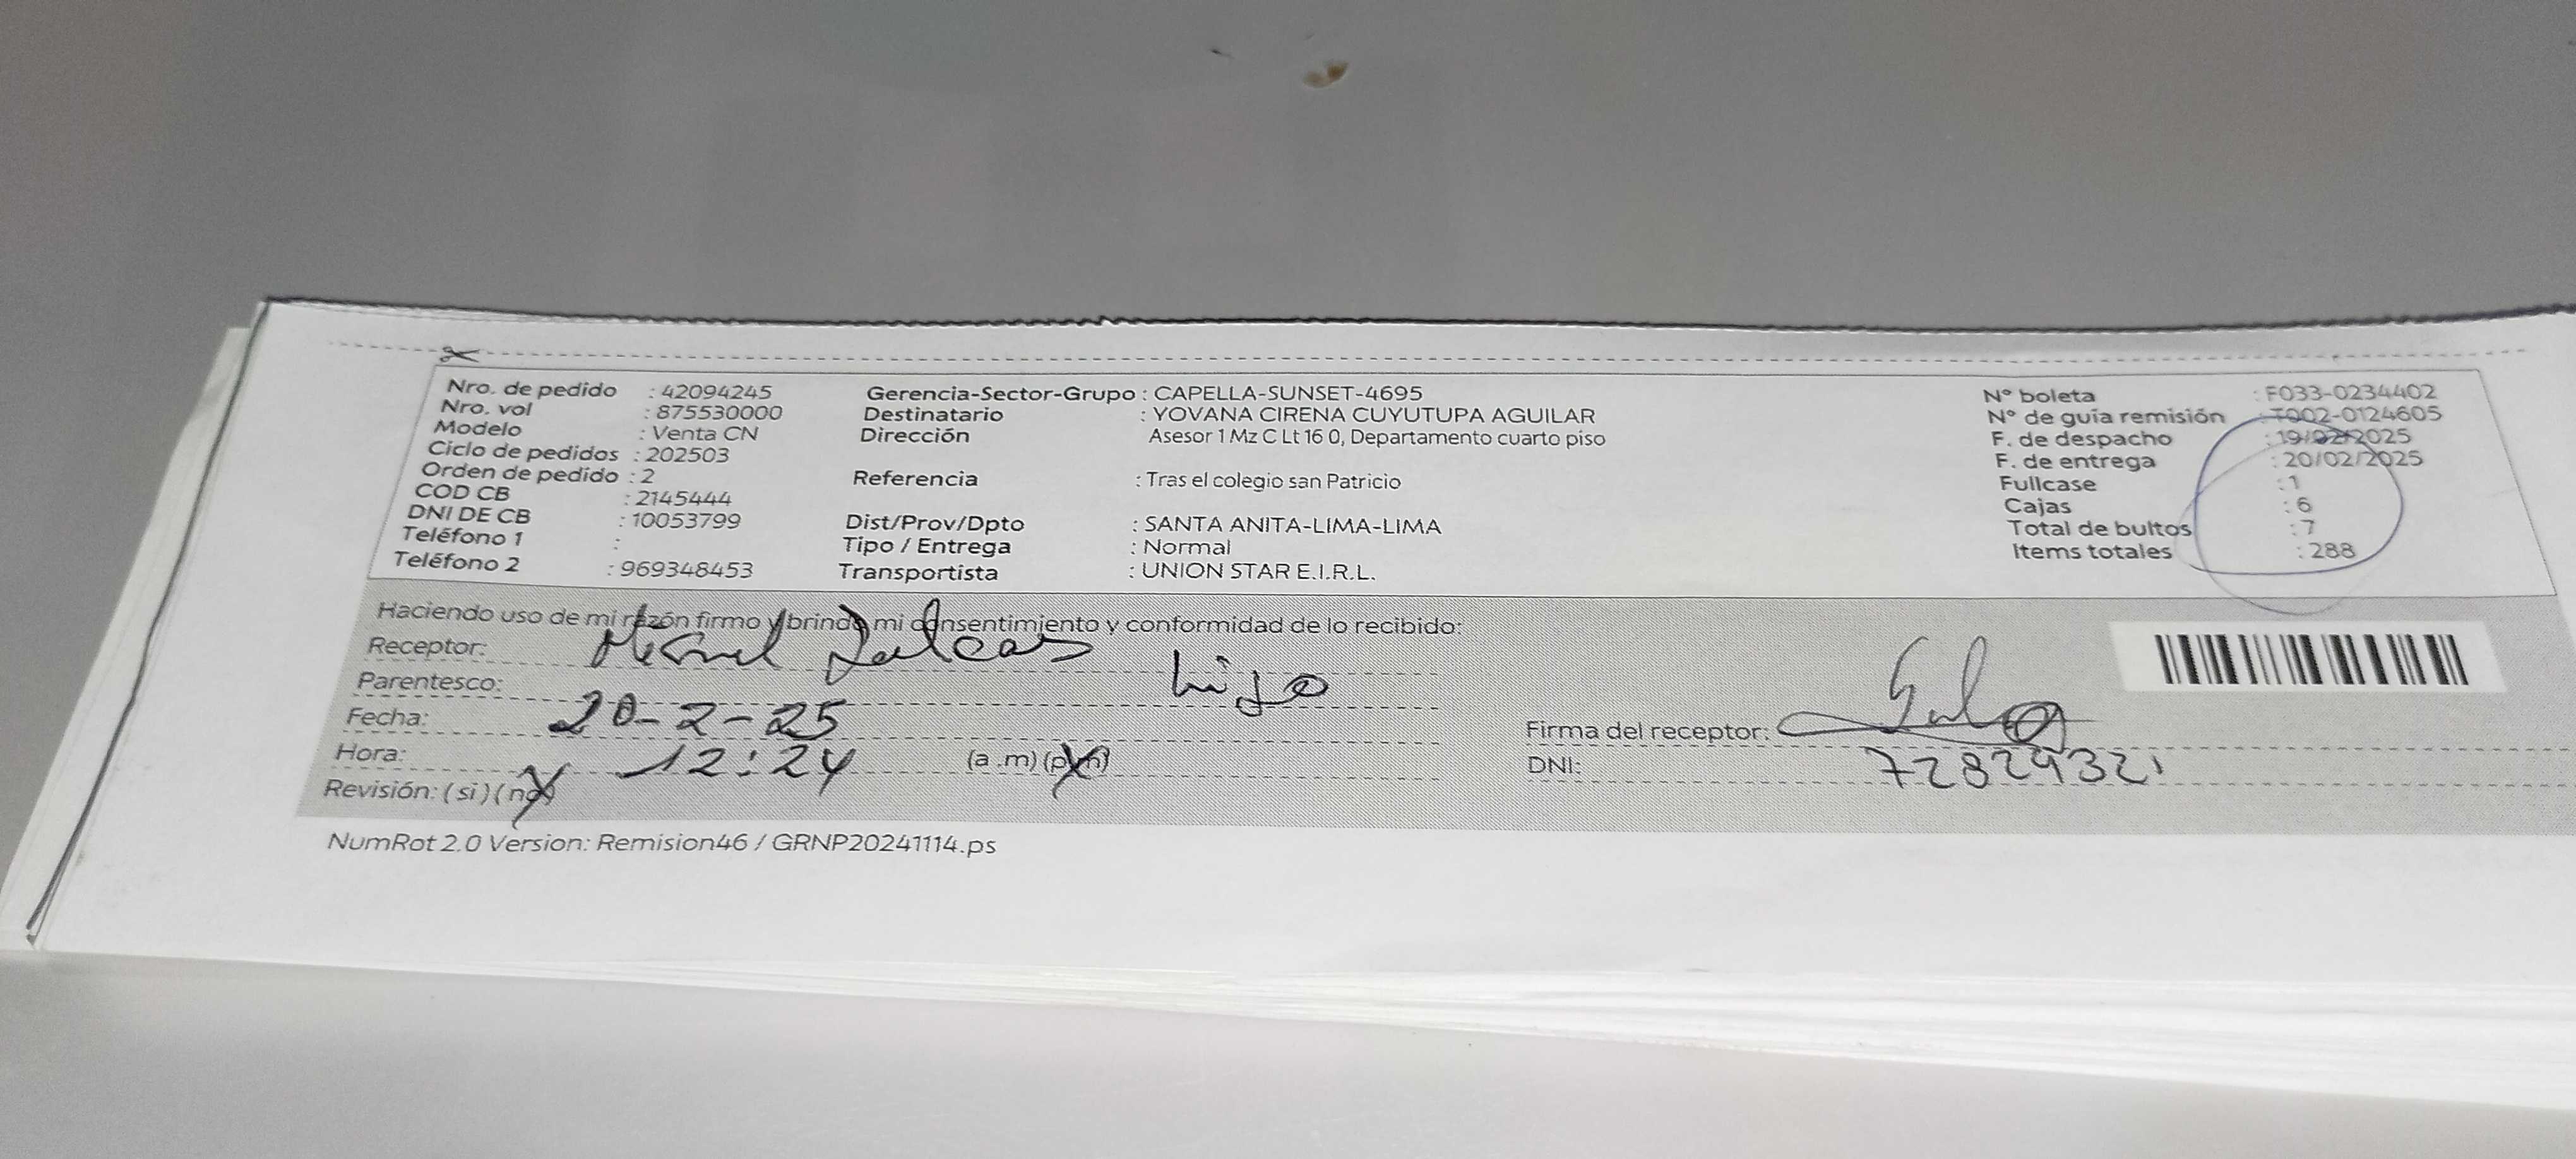 Nro. de pedido : 42094245
Nro. vol : 875530000
Modelo : Venta CN
Ciclo de pedidos : 202503
Orden de pedido : 2
COD CB : 2145444
DNI DE CB : 10053799
Teléfono 1 :
Teléfono 2 : 969348453
Gerencia-Sector-Grupo : CAPELLA-SUNSET-4695
Destinatario : YOVANA CIRENA CUYUTUPA AGUILAR
Dirección Asesor 1 Mz C Lt 16 0, Departamento cuarto piso
Referencia : Tras el colegio san Patricio
Dist/Prov/Dpto : SANTA ANITA-LIMA-LIMA
Tipo / Entrega : Normal
Transportista : UNION STAR E.I.R.L.
N° boleta : F033-0234402
N° de guía remisión : T002-0124605
F. de despacho : 19/02/2025
F. de entrega : 20/02/2025
Fullcase : 1
Cajas : 6
Total de bultos : 7
Items totales : 288
Haciendo uso de mi razón firmo y brindo mi consentimiento y conformidad de lo recibido:
Receptor:
Parentesco: hijo
Fecha: 20-2-25
Hora: 12:24 (a.m) (p.m)
Revisión: (si) (no)
Firma del receptor:
DNI: 72829321
NumRot 2.0 Version: Remision46 / GRNP20241114.ps